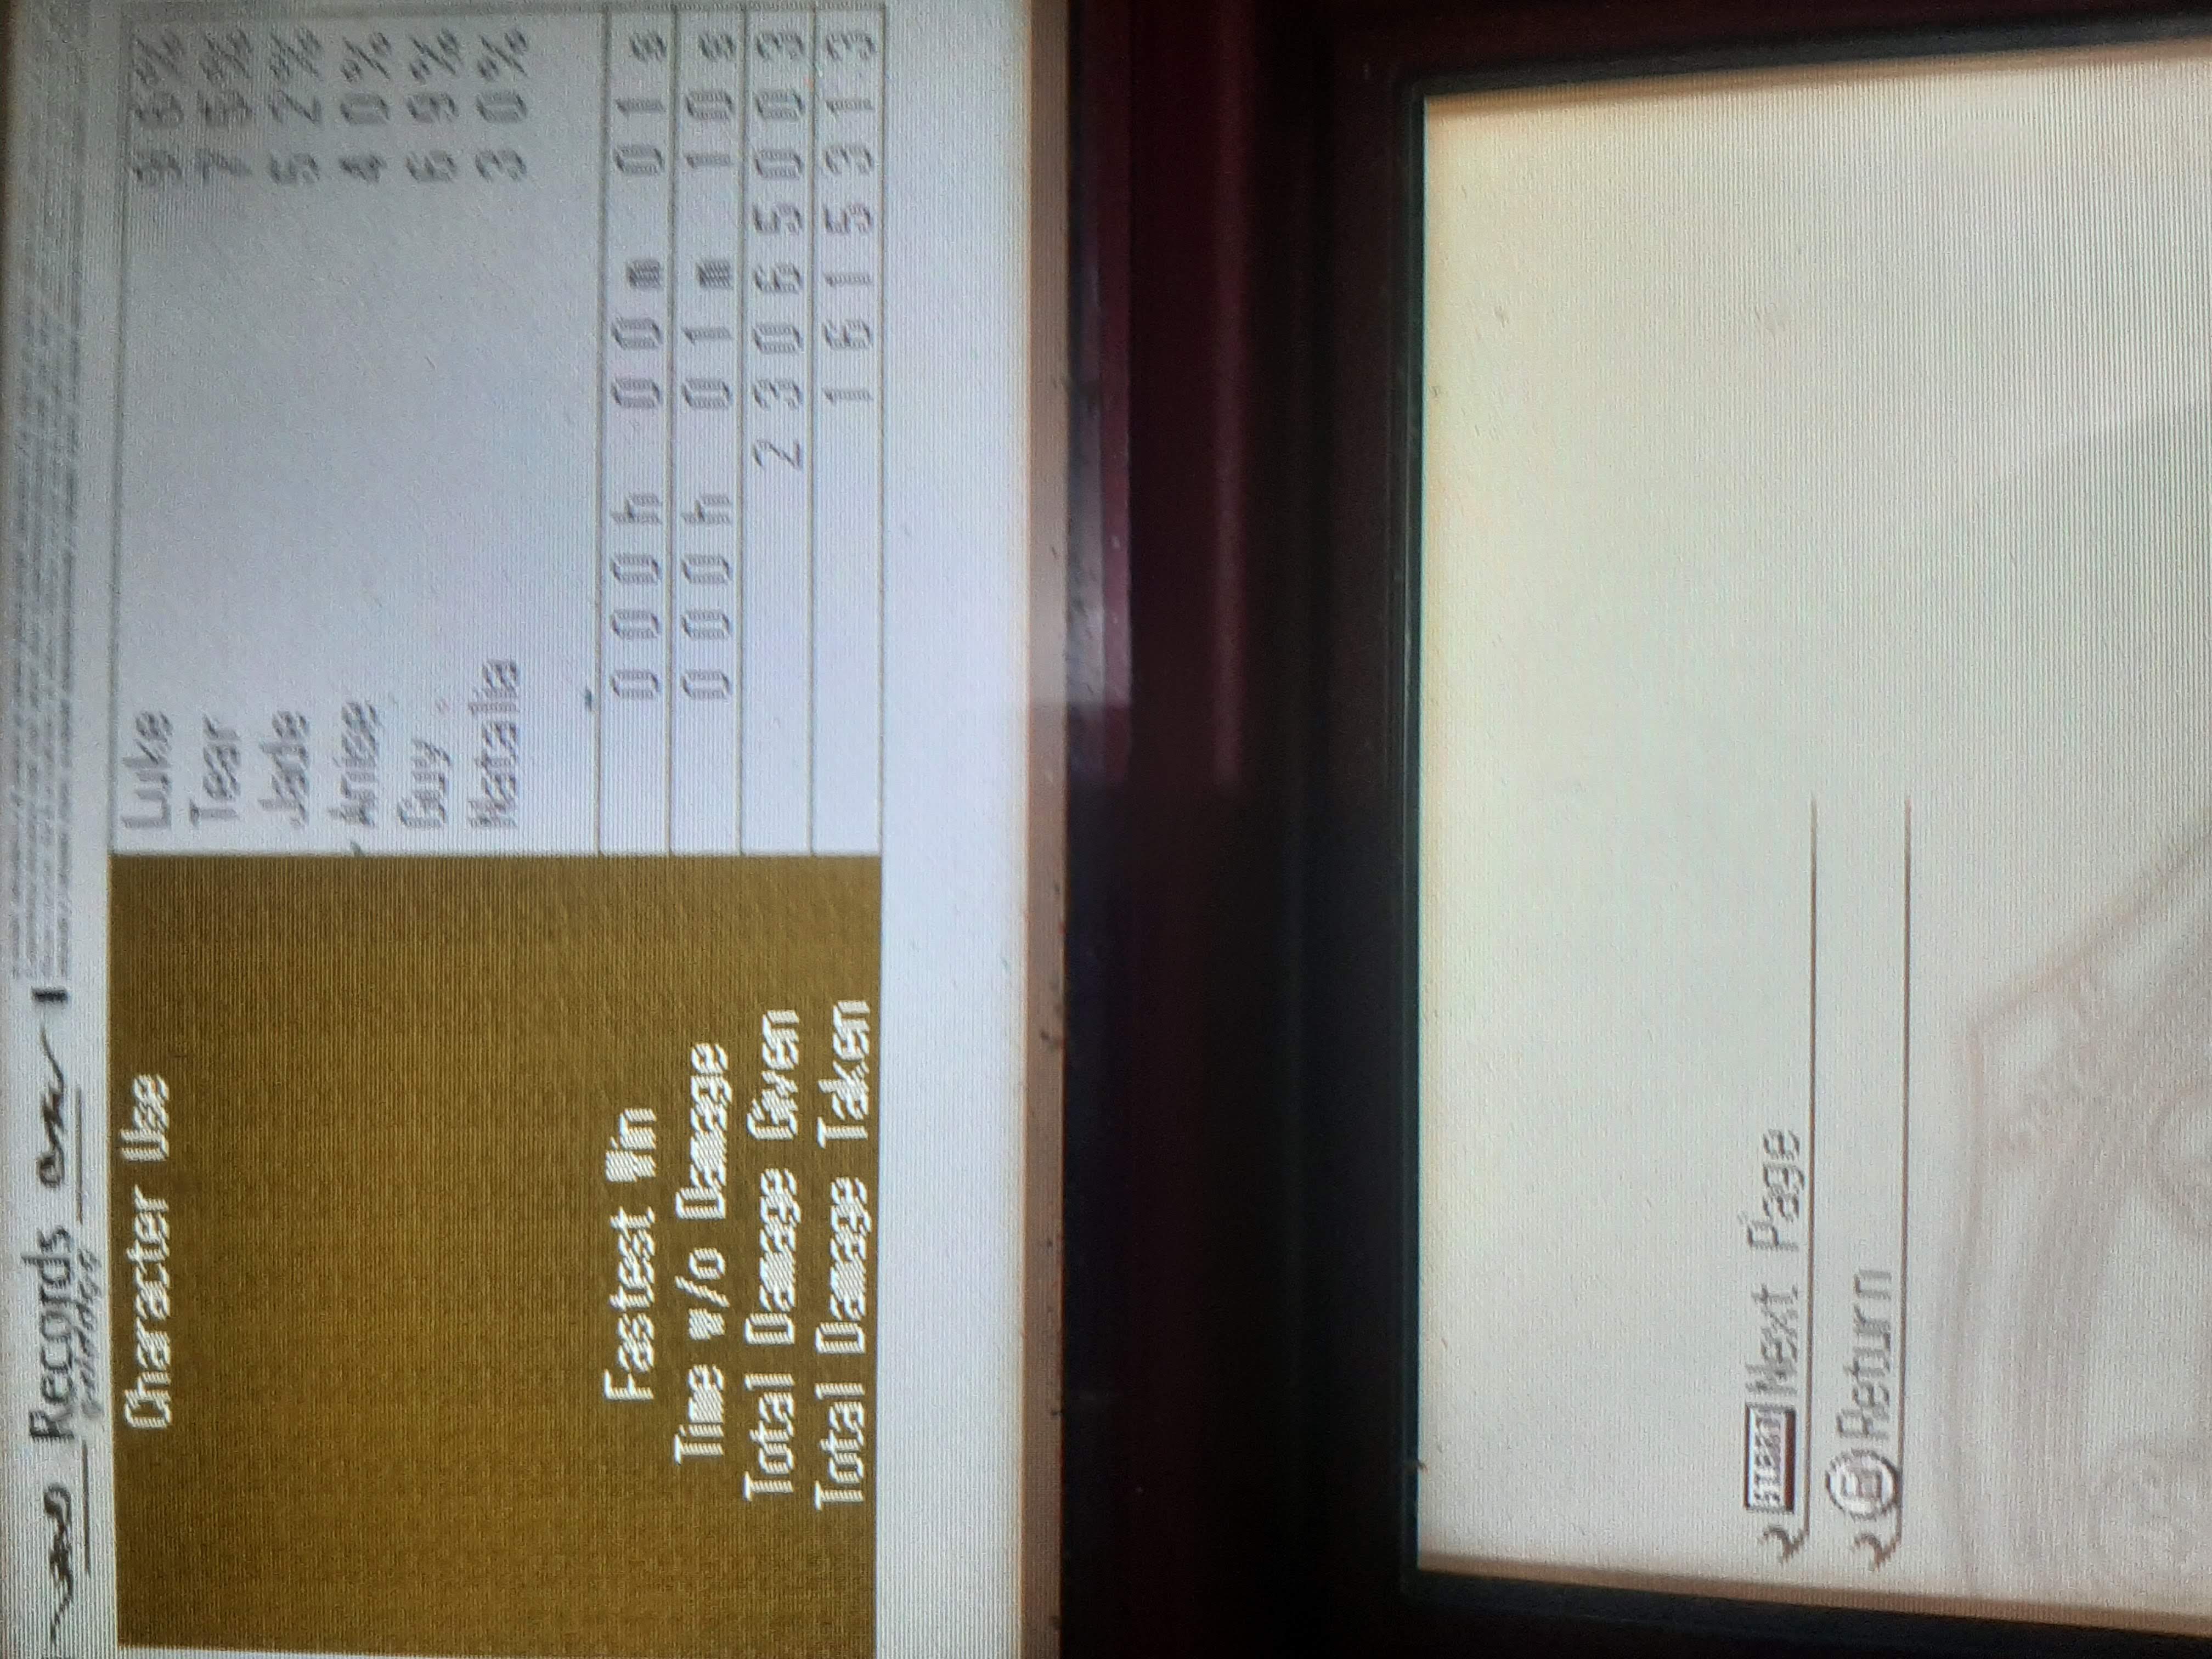 Records
Character Use
Luke 96%
Tear 75%
Jade 52%
Anise 40%
Guy 69%
Natalia 30%
Fastest Win 000h 00m 01s
Time w/o Damage 000h 01m 10s
Total Damage Given 23065003
Total Damage Taken 1615313
START Next Page
B Return